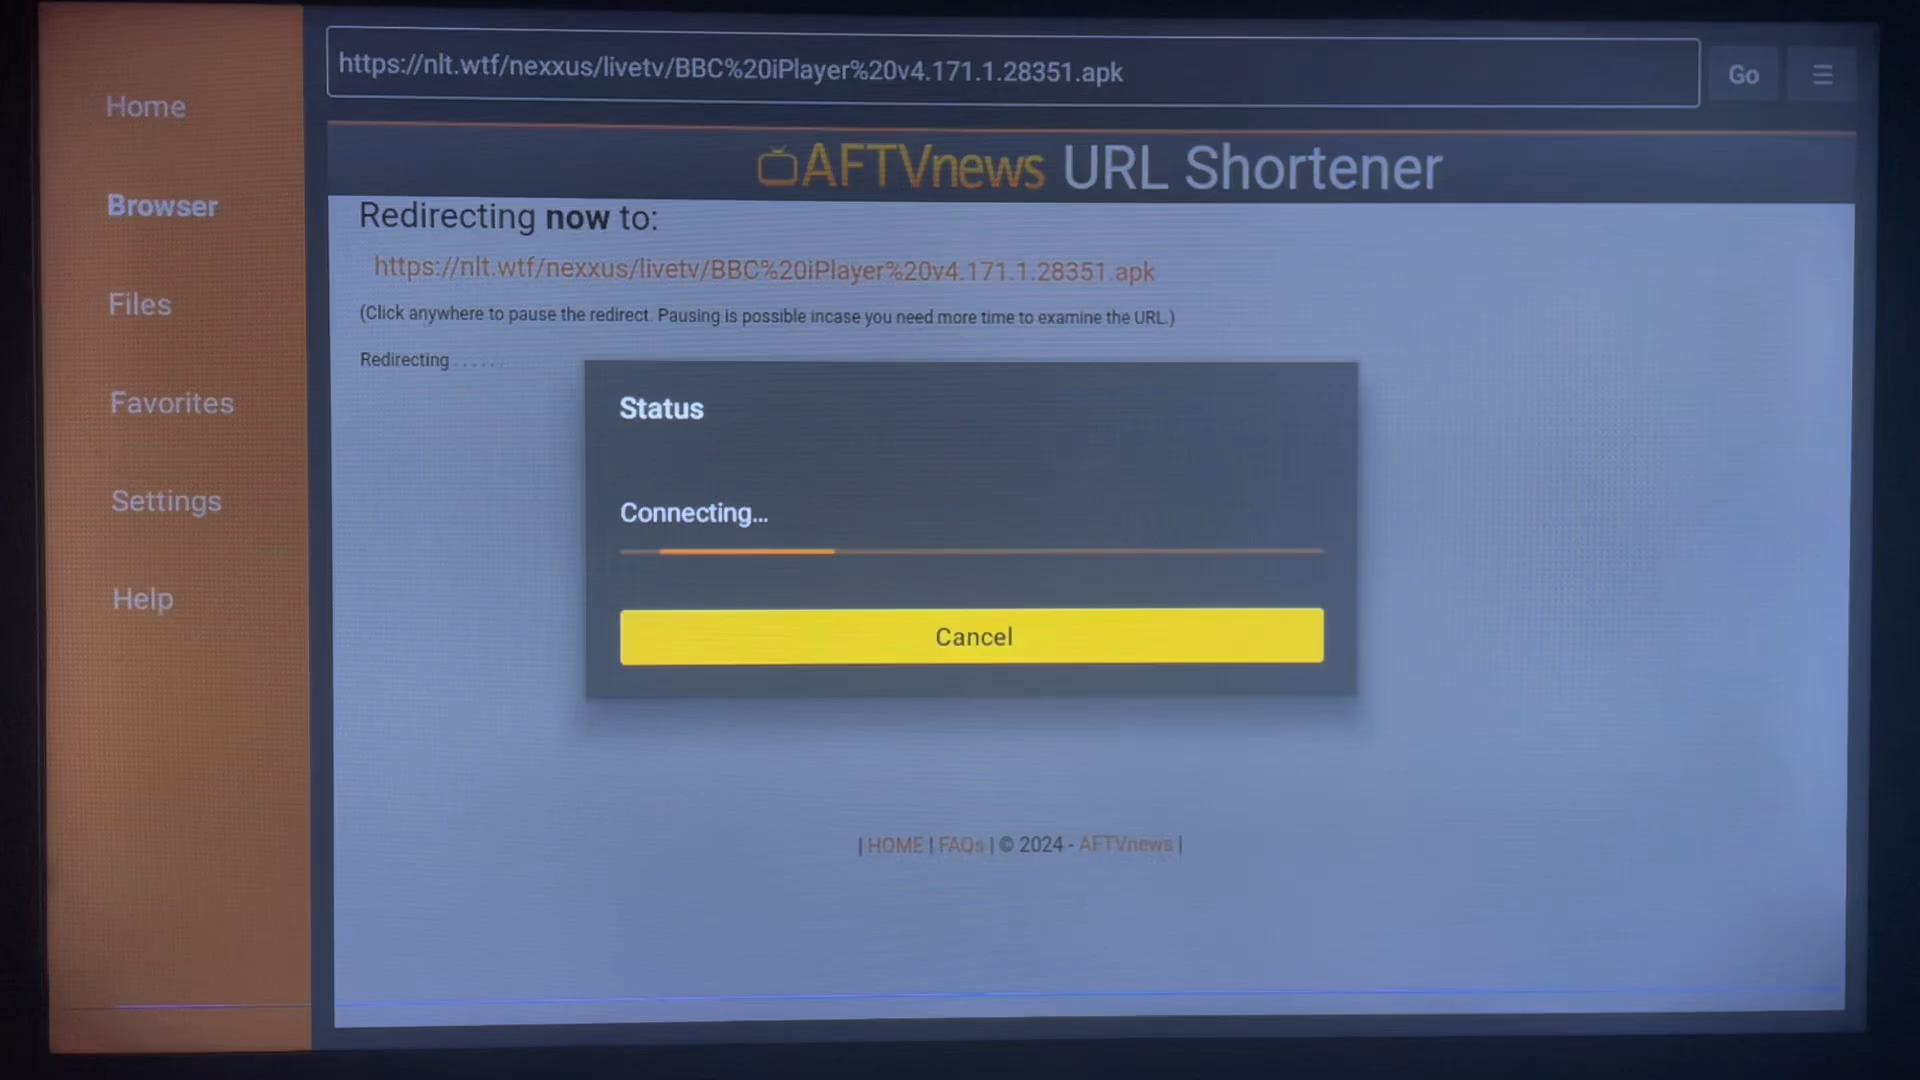 https://nlt.wtf/nexxus/livetv/BBC%20iPlayer%20v4.171.1.28351.apk
Go
Home
Browser
Files
Favorites
Settings
Help
AFTVnews URL Shortener
Redirecting now to:
https://nlt.wtf/nexxus/livetv/BBC%20iPlayer%20v4.171.1.28351.apk
(Click anywhere to pause the redirect. Pausing is possible incase you need more time to examine the URL.)
Redirecting . . . . . .
Status
Connecting...
Cancel
| HOME | FAQs | © 2024 - AFTVnews |